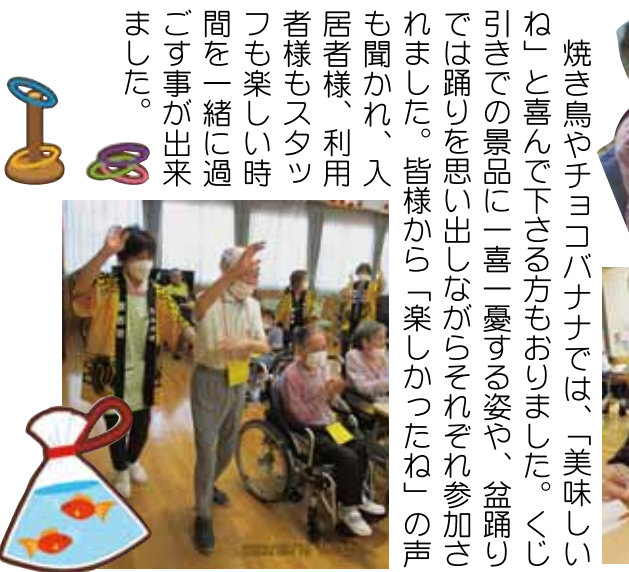 焼き鳥やチョコバナナでは、「美味しい
ね」と喜んで下さる方もおりました。くじ
引きでの景品に一喜一憂する姿や、盆踊り
では踊りを思い出しながらそれぞれ参加さ
れました。皆様から「楽しかったね」の声
も聞かれ、入
居者様、利用
者様もスタッ
フも楽しい時
間を一緒に過
ごす事が出来
ました。